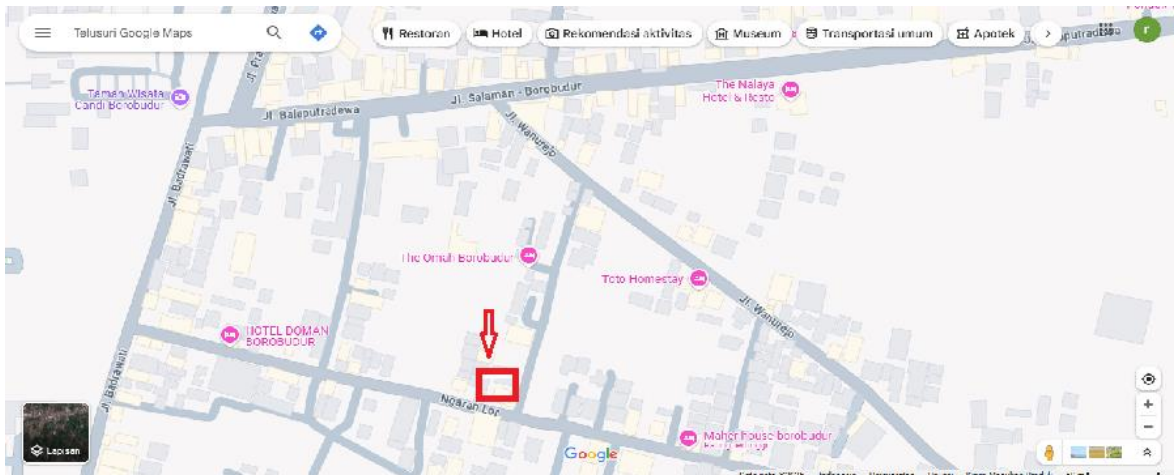 Telusuri Google Maps
Restoran
Hotel
Rekomendasi aktivitas
Museum
Transportasi umum
Apotek
r
Taman Wisata
Candi Borobudur
Jl. Balaputradewa
Jl. Salaman - Borobudur
The Nalaya
Hotel & Resto
Jl. Badrawati
Jl. Wanurejo
The Omah Borobudur
Toto Homestay
Jl. Wanurejo
HOTEL DOMAN
BOROBUDUR
Jl. Badrawati
Ngaran Lor
Lapisan
Google
Maher house borobudur